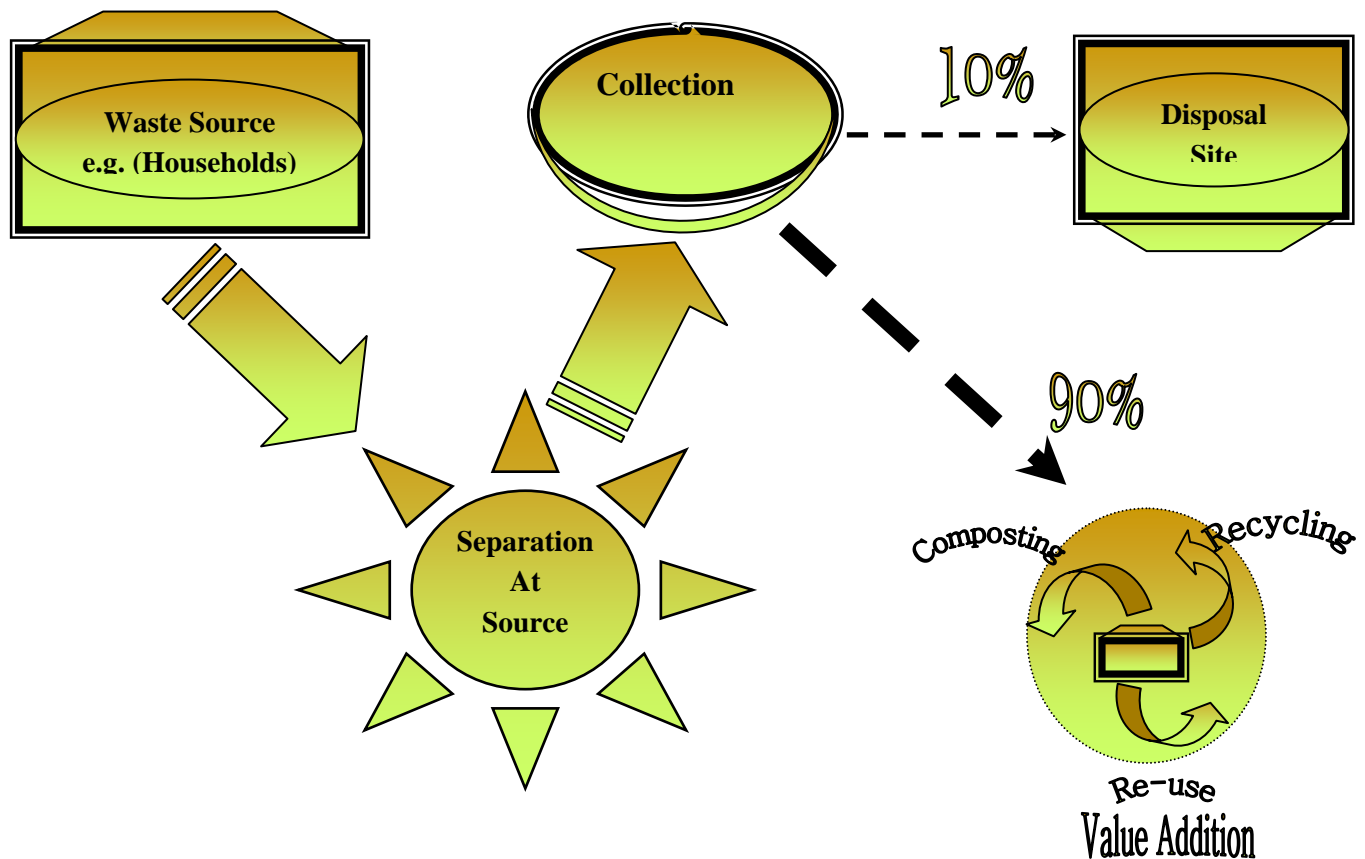 Waste Source
e.g. (Households)
Collection
10%
Disposal
Site
90%
Separation
At
Source
Composting
Recycling
Re-use
Value Addition